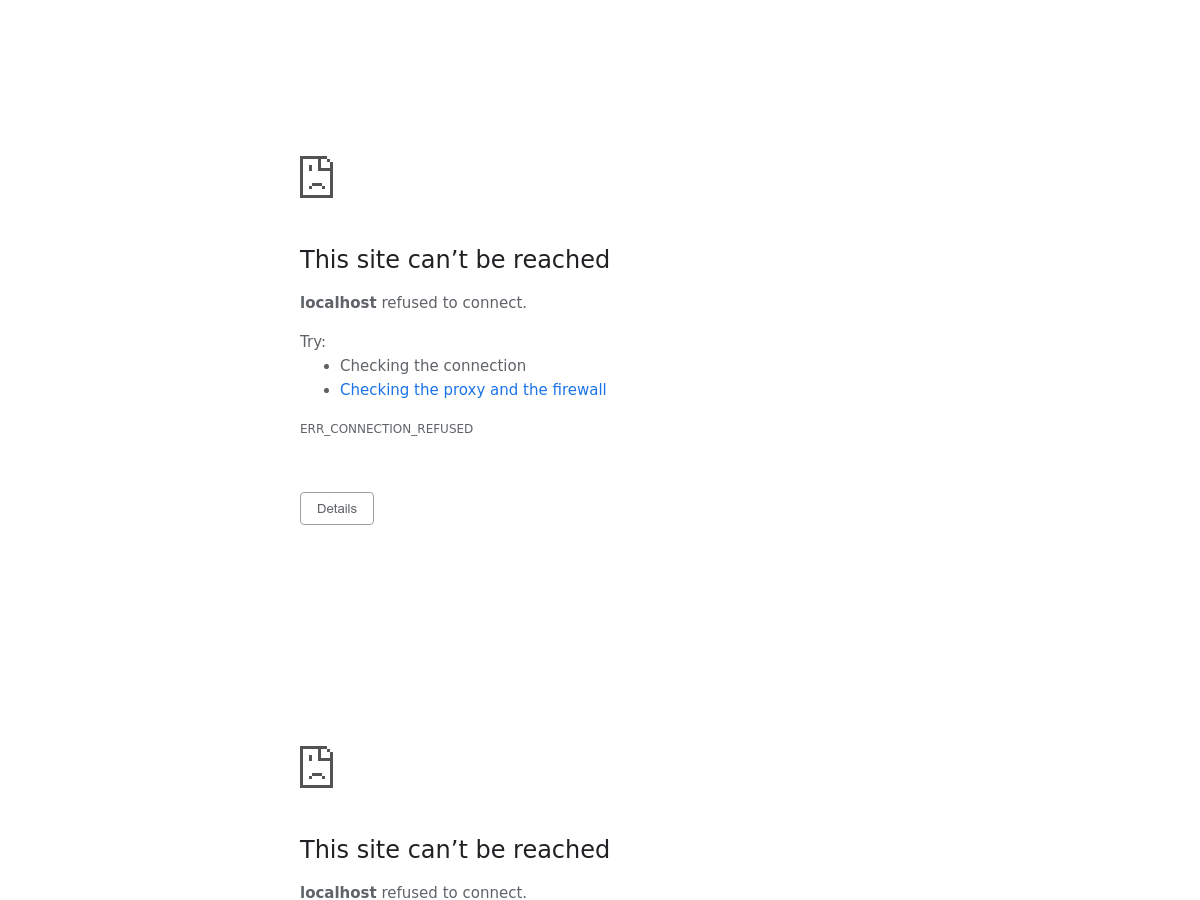 This site can’t be reached
localhost refused to connect.
Try:
Checking the connection
Checking the proxy and the firewall
ERR_CONNECTION_REFUSED
Details
This site can’t be reached
localhost refused to connect.